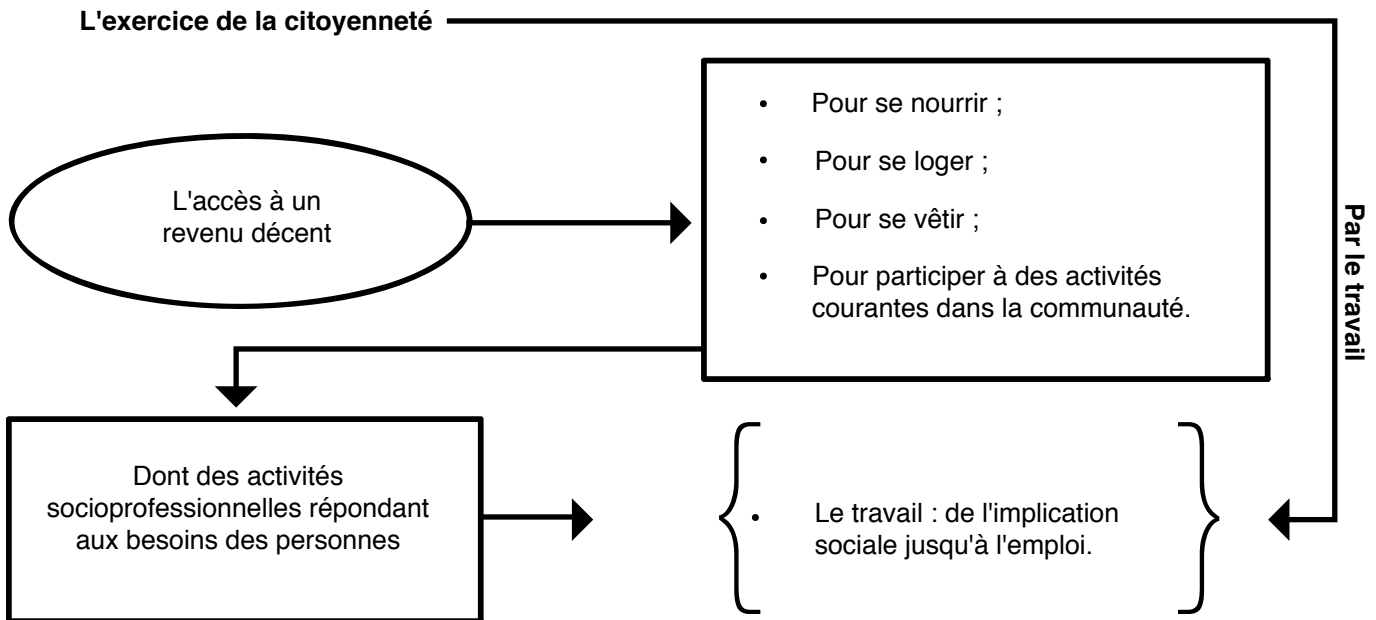 L'exercice de la citoyenneté
L'accès à un
revenu décent
• Pour se nourrir ;
• Pour se loger ;
• Pour se vêtir ;
• Pour participer à des activités
courantes dans la communauté.
Par le travail
Dont des activités
socioprofessionnelles répondant
aux besoins des personnes
• Le travail : de l'implication
sociale jusqu'à l'emploi.